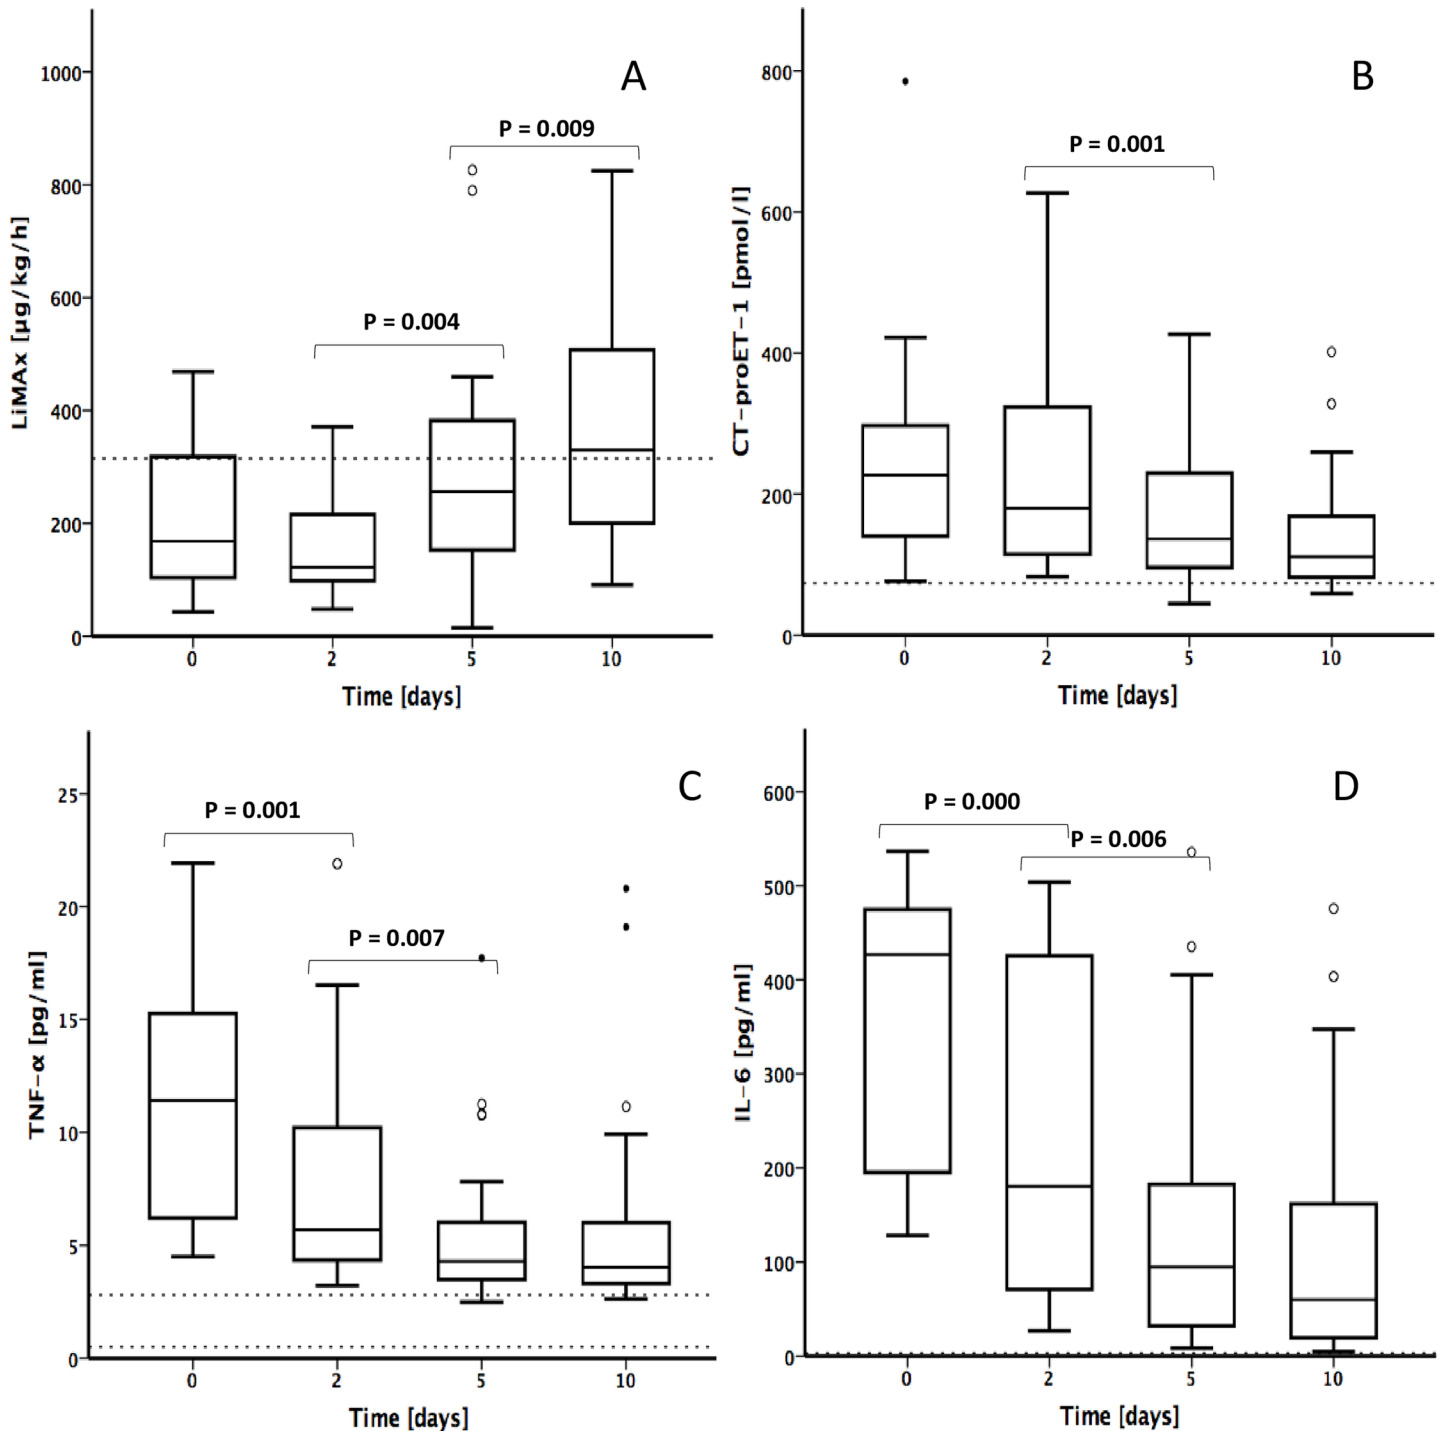 A
LiMAx [µg/kg/h]
1000
800
600
400
200
0
P = 0.009
P = 0.004
0 2 5 10
Time [days]
B
CT-proET-1 [pmol/l]
800
600
400
200
0
P = 0.001
0 2 5 10
Time [days]
C
TNF-α [pg/ml]
25
20
15
10
5
0
P = 0.001
P = 0.007
0 2 5 10
Time [days]
D
IL-6 [pg/ml]
600
500
400
300
200
100
0
P = 0.000
P = 0.006
0 2 5 10
Time [days]